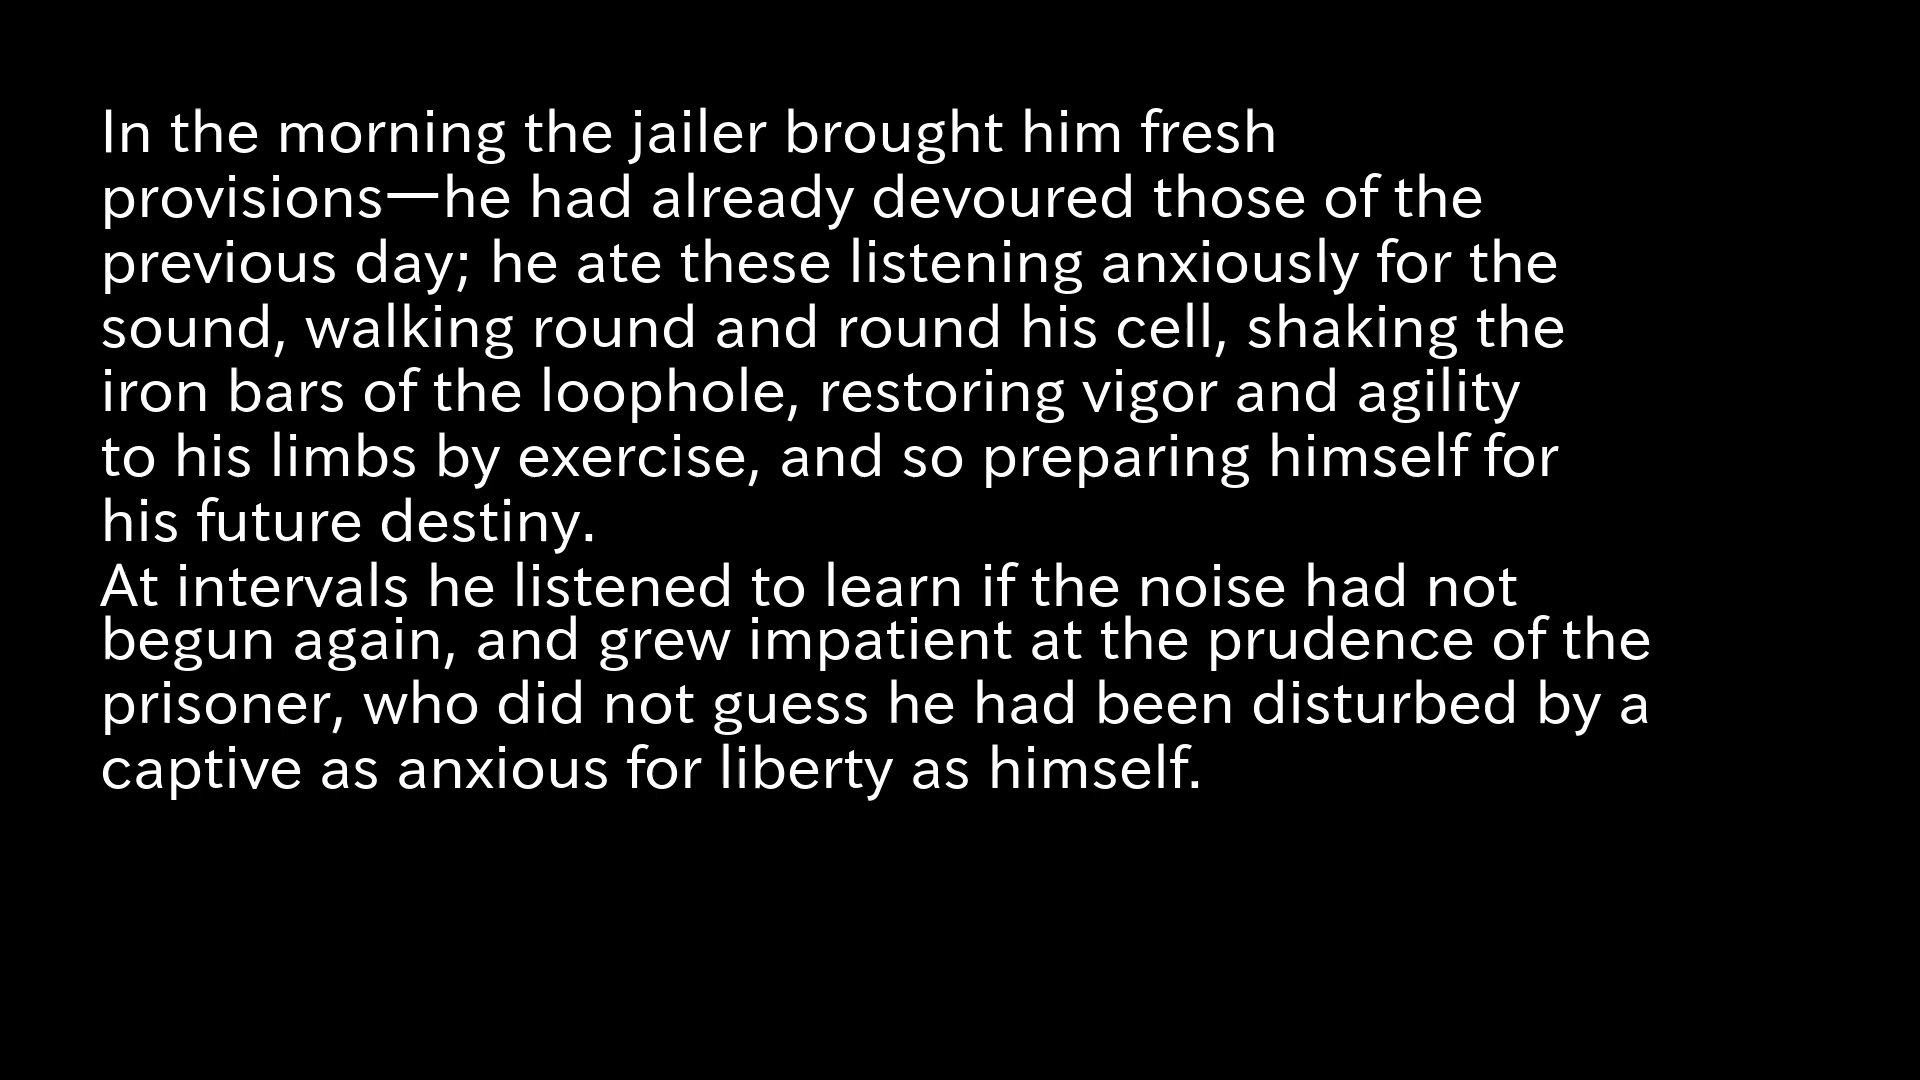 In the morning the jailer brought him fresh
provisions—he had already devoured those of the
previous day; he ate these listening anxiously for the
sound, walking round and round his cell, shaking the
iron bars of the loophole, restoring vigor and agility
to his limbs by exercise, and so preparing himself for
his future destiny.
At intervals he listened to learn if the noise had not
begun again, and grew impatient at the prudence of the
prisoner, who did not guess he had been disturbed by a
captive as anxious for liberty as himself.